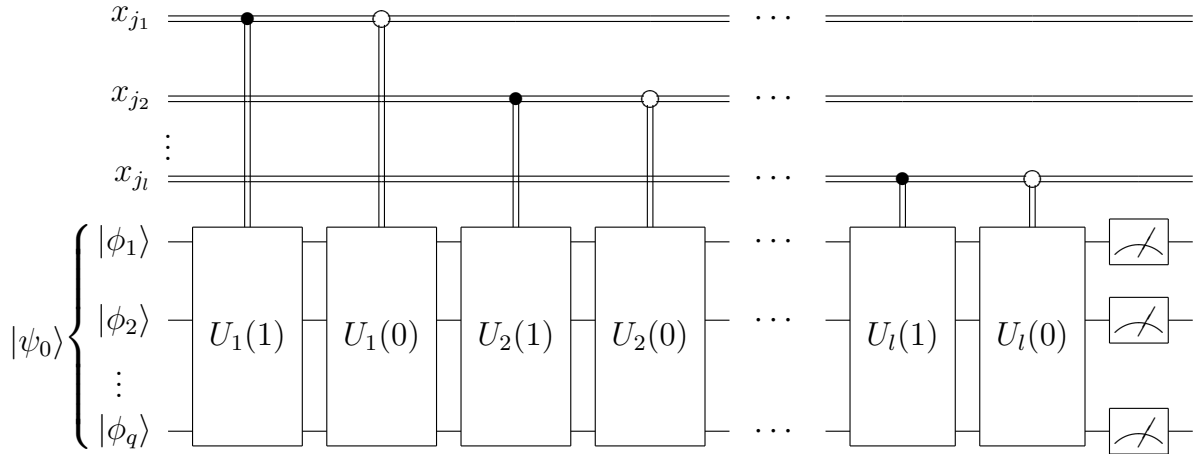 x_{j_1} ⋯
x_{j_2} ⋯
⋮
x_{j_l} ⋯
|ϕ_1⟩ ⋯
|ϕ_2⟩ U_1(1) U_1(0) U_2(1) U_2(0) ⋯ U_l(1) U_l(0)
|ψ_0⟩
⋮
|ϕ_q⟩ ⋯